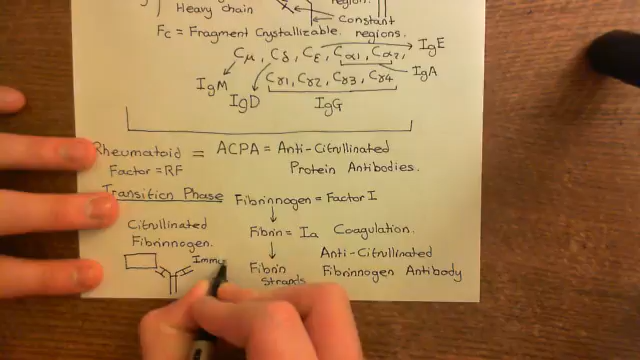 Heavy chain
region.
Constant
regions.
Fc = Fragment Crystallizable
Cμ, Cδ, Cε, Cα1, Cα2, IgE
IgA
Cγ1, Cγ2, Cγ3, Cγ4
IgM
IgD
IgG
Rheumatoid = ACPA = Anti-Citrullinated
Factor = RF
Protein Antibodies.
Transition Phase
Fibrinnogen = Factor I
Citrullinated
Fibrinnogen.
Fibrin = Ia Coagulation.
Fibrin
Strands
Anti-Citrullinated
Fibrinnogen Antibody
Immu